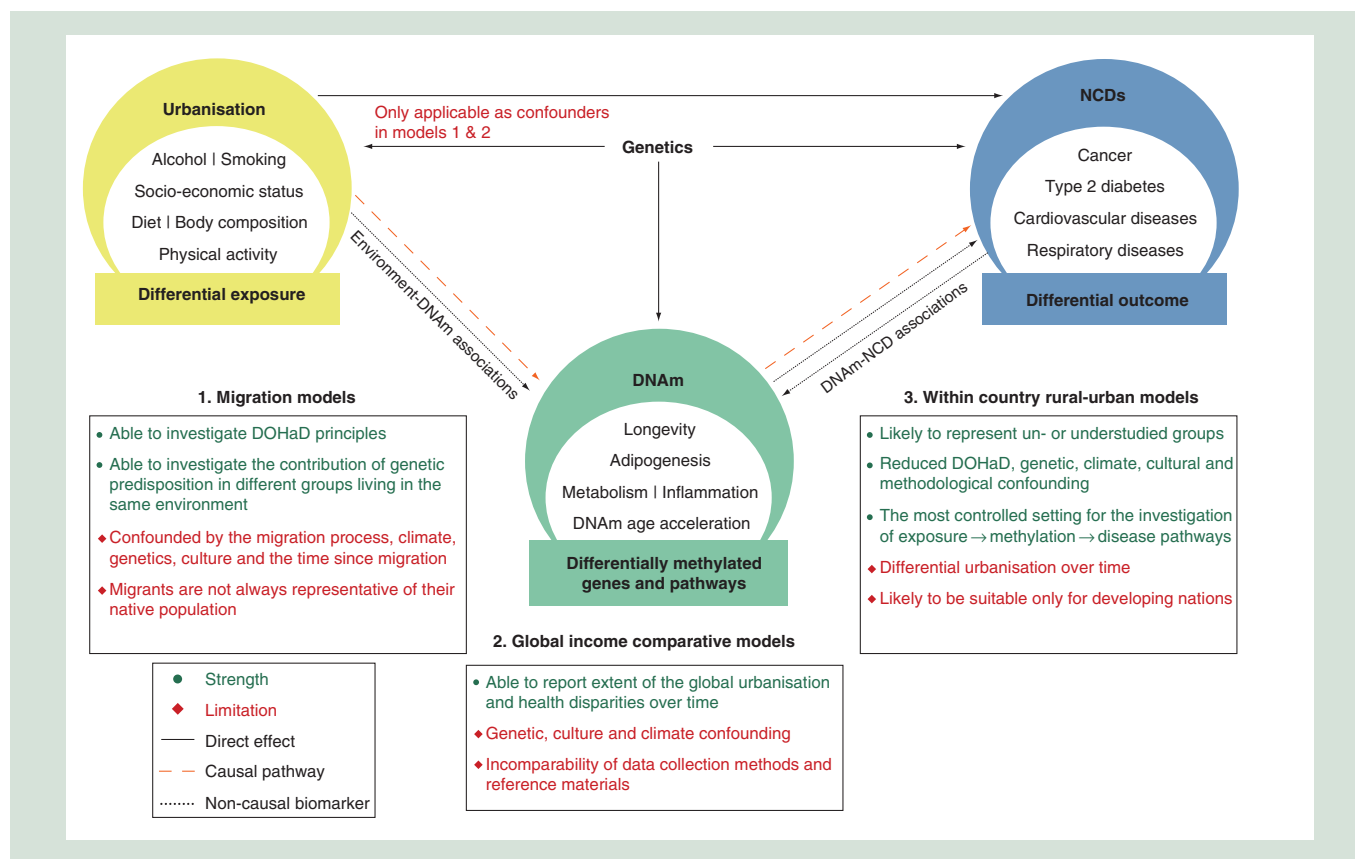 Urbanisation
Alcohol | Smoking
Socio-economic status
Diet | Body composition
Physical activity
Differential exposure
Only applicable as confounders
in models 1 & 2
Genetics
NCDs
Cancer
Type 2 diabetes
Cardiovascular diseases
Respiratory diseases
Differential outcome
Environment-DNAm associations
DNAm-NCD associations
DNAm
Longevity
Adipogenesis
Metabolism | Inflammation
DNAm age acceleration
Differentially methylated
genes and pathways
1. Migration models
• Able to investigate DOHaD principles
• Able to investigate the contribution of genetic
predisposition in different groups living in the
same environment
◆ Confounded by the migration process, climate,
genetics, culture and the time since migration
◆ Migrants are not always representative of their
native population
2. Global income comparative models
• Able to report extent of the global urbanisation
and health disparities over time
◆ Genetic, culture and climate confounding
◆ Incomparability of data collection methods and
reference materials
3. Within country rural-urban models
• Likely to represent un- or understudied groups
• Reduced DOHaD, genetic, climate, cultural and
methodological confounding
• The most controlled setting for the investigation
of exposure → methylation → disease pathways
◆ Differential urbanisation over time
◆ Likely to be suitable only for developing nations
Strength
Limitation
Direct effect
Causal pathway
Non-causal biomarker